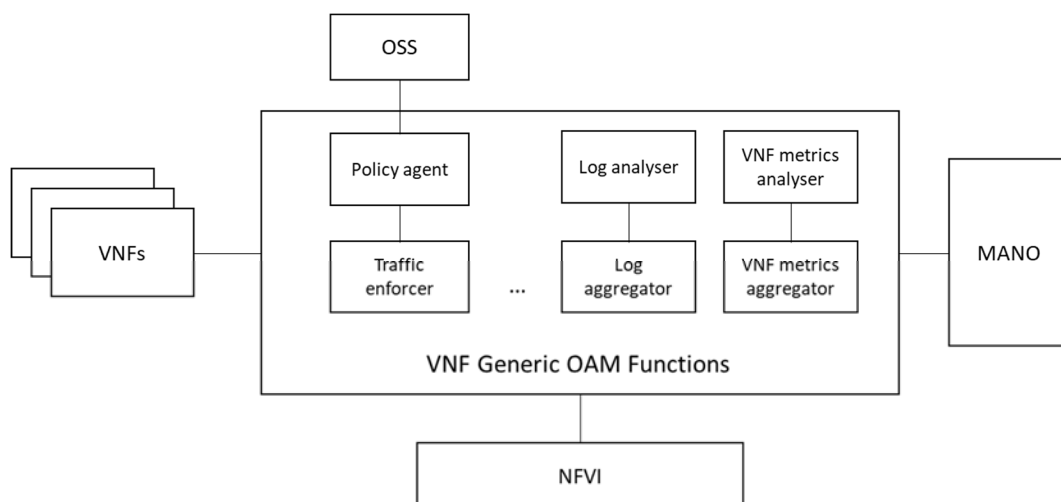 OSS
Policy agent
Log analyser
VNF metrics
analyser
VNFs
Traffic
enforcer
...
Log
aggregator
VNF metrics
aggregator
MANO
VNF Generic OAM Functions
NFVI